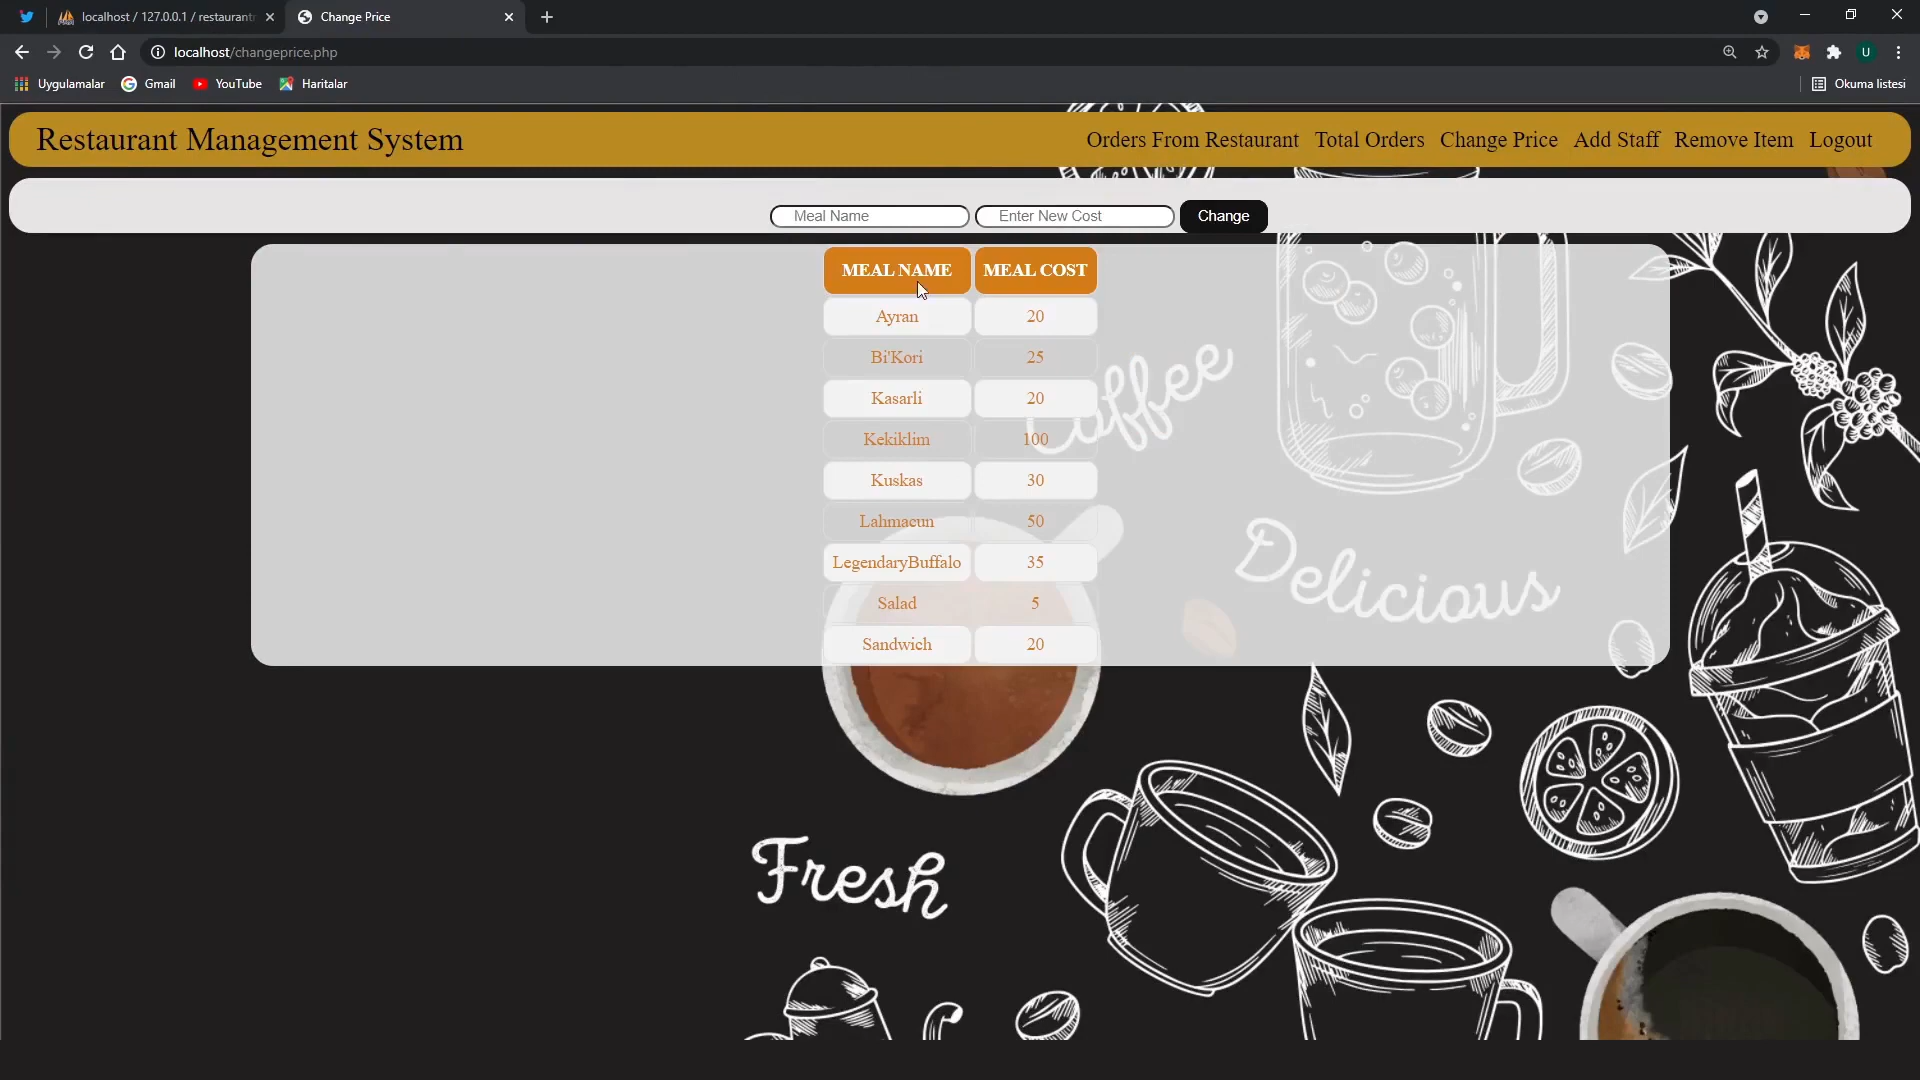 localhost / 127.0.0.1 / restaurant
Change Price
localhost/changeprice.php
U
Uygulamalar
Gmail
YouTube
Haritalar
Okuma listesi
Restaurant Management System
Orders From Restaurant
Total Orders
Change Price
Add Staff
Remove Item
Logout
Meal Name
Enter New Cost
Change
MEAL NAME MEAL COST
Ayran 20
Bi'Kori 25
Kasarli 20
Kekiklim 100
Kuskas 30
Lahmacun 50
LegendaryBuffalo 35
Salad 5
Sandwich 20
Coffee
Delicious
Fresh